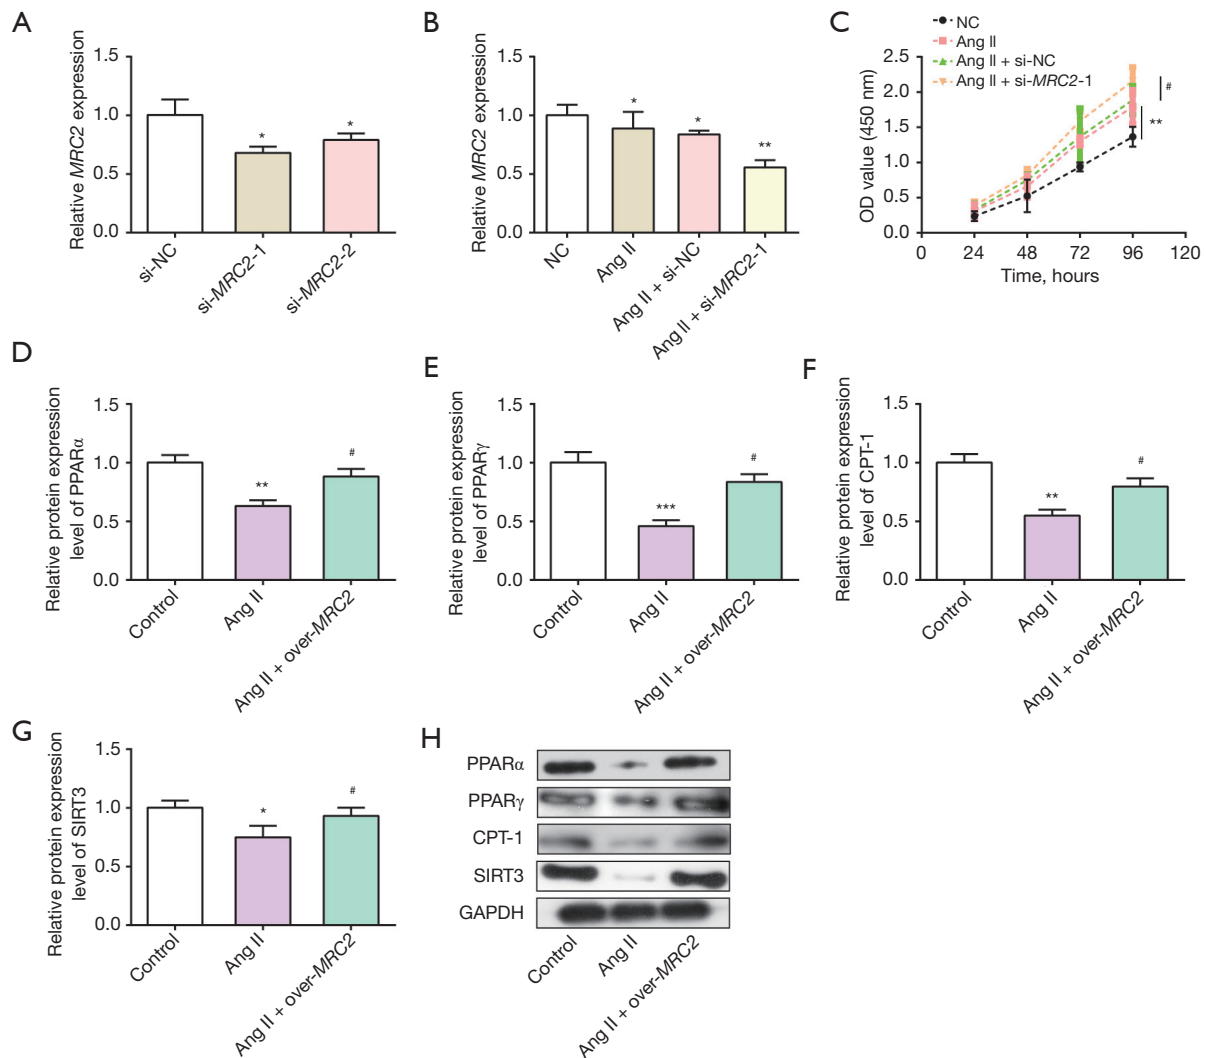 A
Relative MRC2 expression
1.5
1.0
0.5
0.0
*
*
si-NC
si-MRC2-1
si-MRC2-2
B
Relative MRC2 expression
1.5
1.0
0.5
0.0
*
*
**
NC
Ang II
Ang II + si-NC
Ang II + si-MRC2-1
C
NC
Ang II
Ang II + si-NC
Ang II + si-MRC2-1
OD value (450 nm)
2.5
2.0
1.5
1.0
0.5
0.0
#
**
0 24 48 72 96 120
Time, hours
D
Relative protein expression
level of PPARα
1.5
1.0
0.5
0.0
**
#
Control
Ang II
Ang II + over-MRC2
E
Relative protein expression
level of PPARγ
1.5
1.0
0.5
0.0
***
#
Control
Ang II
Ang II + over-MRC2
F
Relative protein expression
level of CPT-1
1.5
1.0
0.5
0.0
**
#
Control
Ang II
Ang II + over-MRC2
G
Relative protein expression
level of SIRT3
1.5
1.0
0.5
0.0
*
#
Control
Ang II
Ang II + over-MRC2
H
PPARα
PPARγ
CPT-1
SIRT3
GAPDH
Control
Ang II
Ang II + over-MRC2